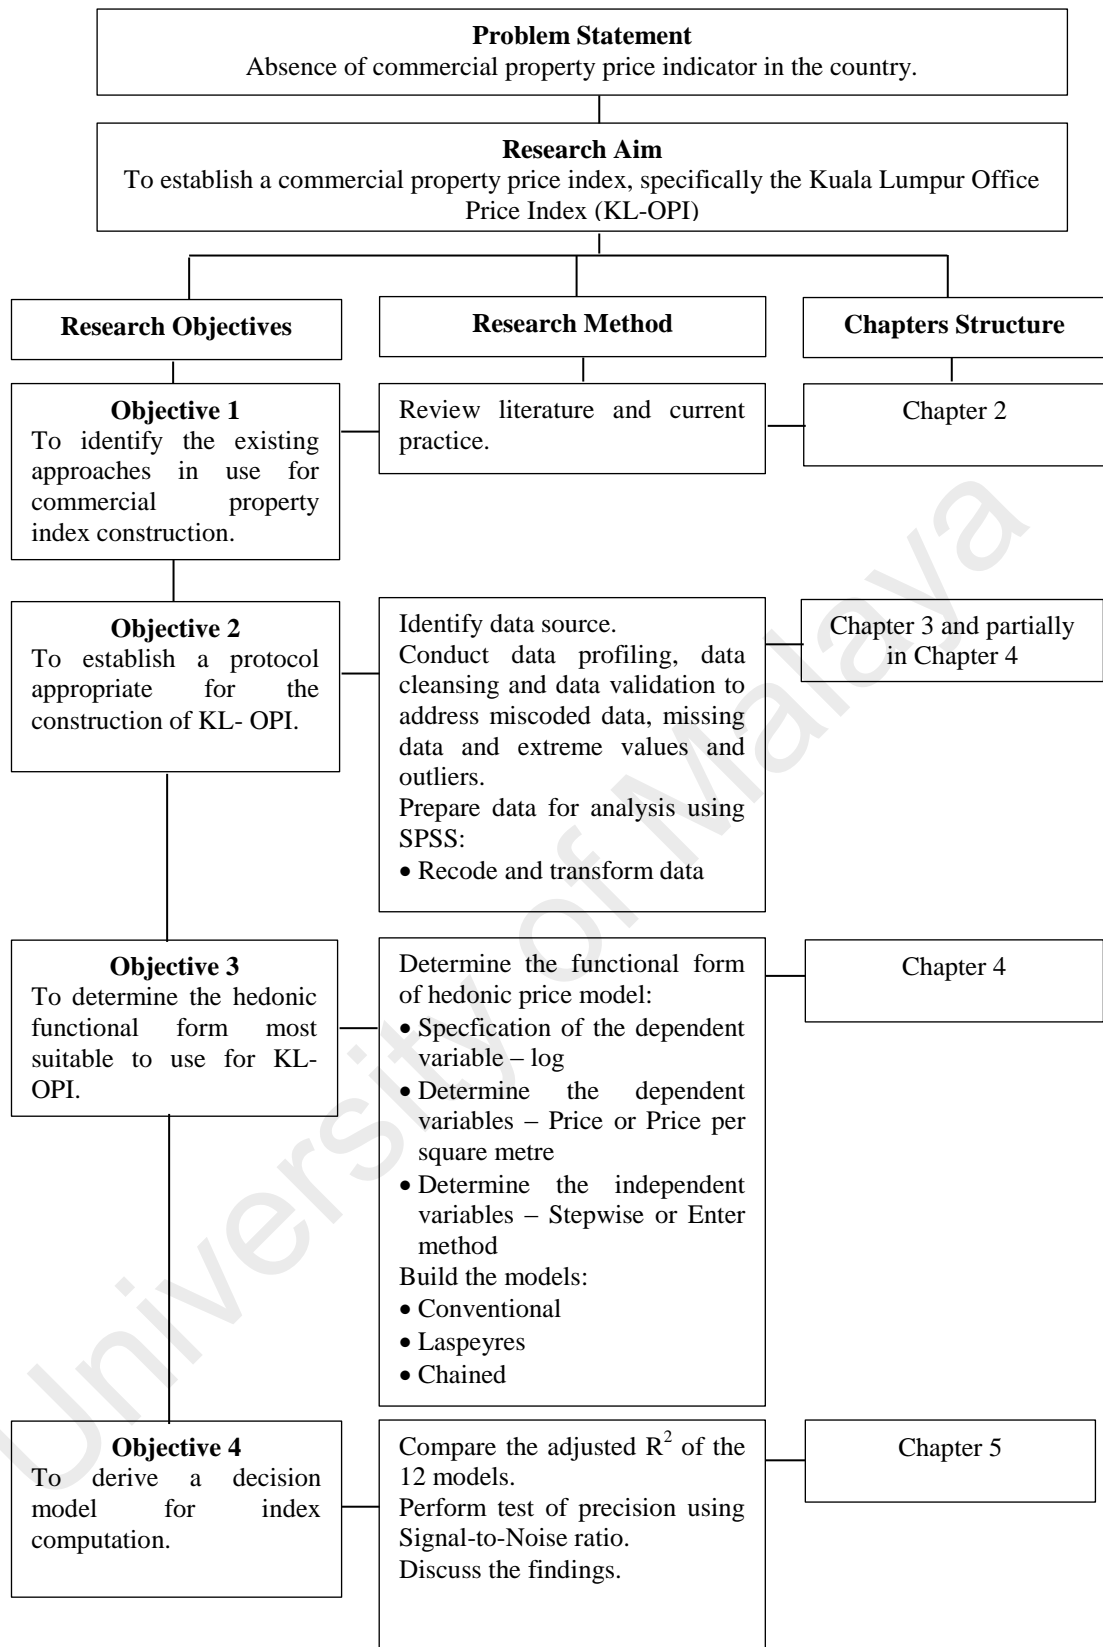 Problem Statement
Absence of commercial property price indicator in the country.
Research Aim
To establish a commercial property price index, specifically the Kuala Lumpur Office
Price Index (KL-OPI)
Research Objectives
Research Method
Chapters Structure
Objective 1
To identify the existing
approaches in use for
commercial property
index construction.
Review literature and current
practice.
Chapter 2
Objective 2
To establish a protocol
appropriate for the
construction of KL- OPI.
Identify data source.
Conduct data profiling, data
cleansing and data validation to
address miscoded data, missing
data and extreme values and
outliers.
Prepare data for analysis using
SPSS:
• Recode and transform data
Chapter 3 and partially
in Chapter 4
Objective 3
To determine the hedonic
functional form most
suitable to use for KL-
OPI.
Determine the functional form
of hedonic price model:
• Specfication of the dependent
variable – log
• Determine the dependent
variables – Price or Price per
square metre
• Determine the independent
variables – Stepwise or Enter
method
Build the models:
• Conventional
• Laspeyres
• Chained
Chapter 4
Objective 4
To derive a decision
model for index
computation.
Compare the adjusted R² of the
12 models.
Perform test of precision using
Signal-to-Noise ratio.
Discuss the findings.
Chapter 5
University of Malaya